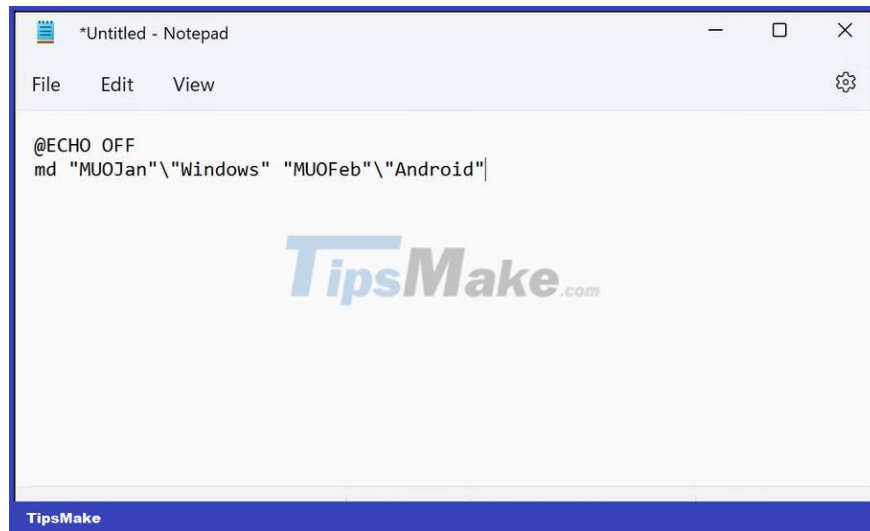 *Untitled - Notepad
File Edit View
@ECHO OFF
md "MUOJan"\"Windows" "MUOFeb"\"Android"
TipsMake.com
TipsMake